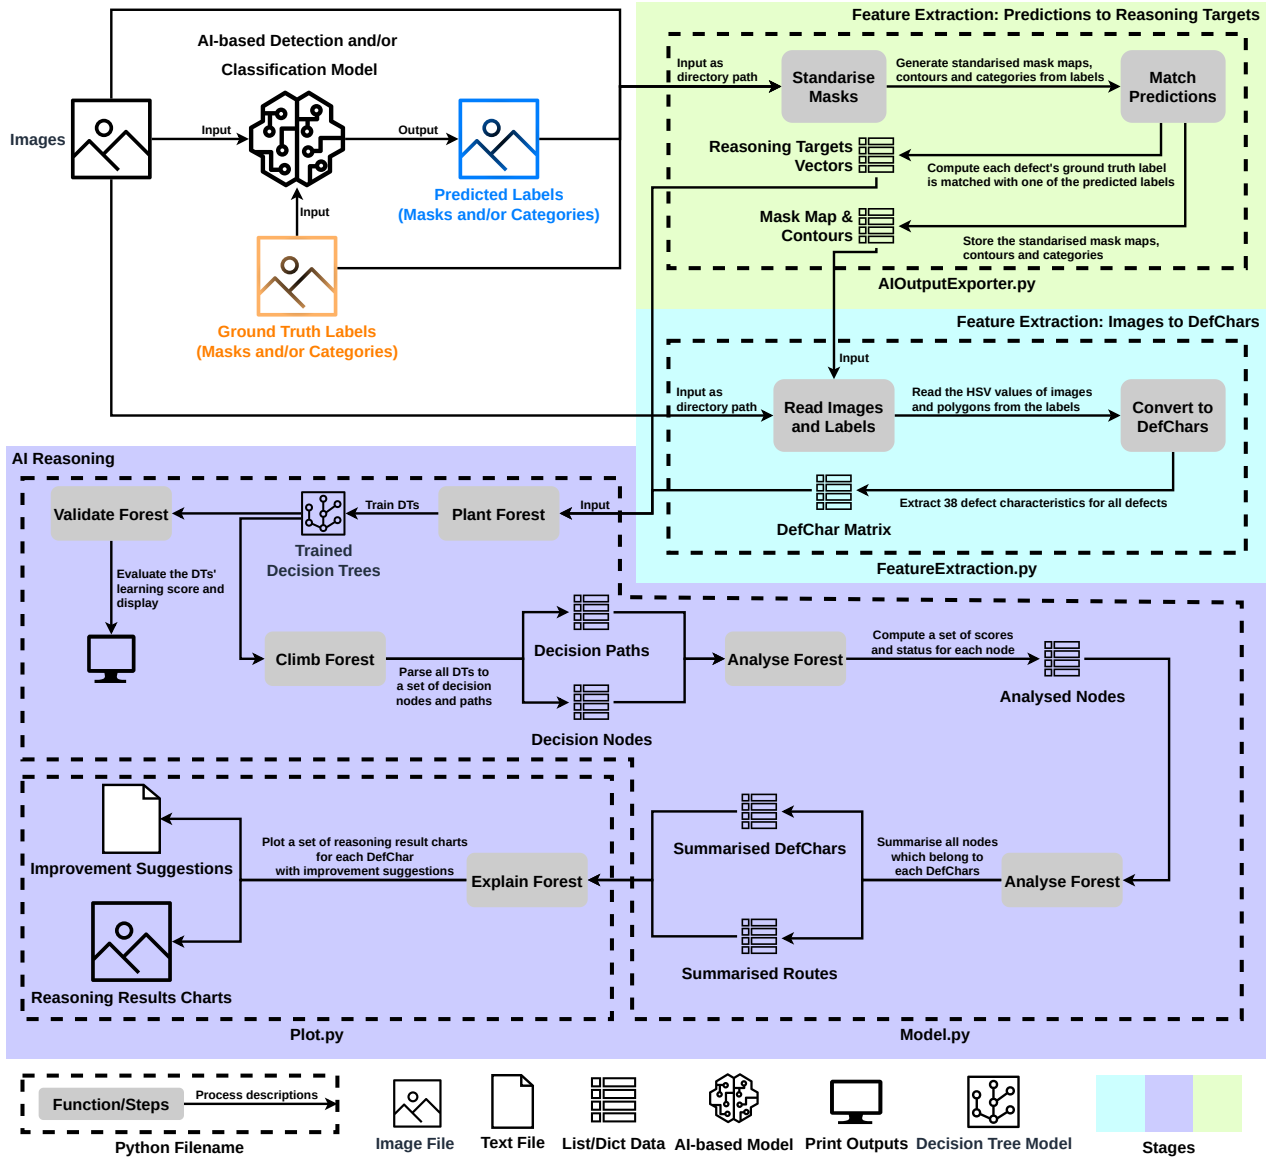 Feature Extraction: Predictions to Reasoning Targets
AI-based Detection and/or
Classification Model
Images
Input
Output
Predicted Labels
(Masks and/or Categories)
Input
Ground Truth Labels
(Masks and/or Categories)
Input as
directory path
Standarise
Masks
Generate standardised mask maps,
contours and categories from labels
Match
Predictions
Reasoning Targets
Vectors
Compute each defect's ground truth label
is matched with one of the predicted labels
Mask Map &
Contours
Store the standarised mask maps,
contours and categories
AIOutputExporter.py
Feature Extraction: Images to DefChars
Input
Input as
directory path
Read Images
and Labels
Read the HSV values of images
and polygons from the labels
Convert to
DefChars
Extract 38 defect characteristics for all defects
DefChar Matrix
FeatureExtraction.py
AI Reasoning
Validate Forest
Trained
Decision Trees
Train DTs
Plant Forest
Input
Evaluate the DTs'
learning score and
display
Climb Forest
Parse all DTs to
a set of decision
nodes and paths
Decision Paths
Decision Nodes
Analyse Forest
Compute a set of scores
and status for each node
Analysed Nodes
Improvement Suggestions
Reasoning Results Charts
Plot a set of reasoning result charts
for each DefChar
with improvement suggestions
Explain Forest
Summarised DefChars
Summarised Routes
Summarise all nodes
which belong to
each DefChars
Analyse Forest
Plot.py
Model.py
Function/Steps
Process descriptions
Python Filename
Image File
Text File
List/Dict Data
AI-based Model
Print Outputs
Decision Tree Model
Stages